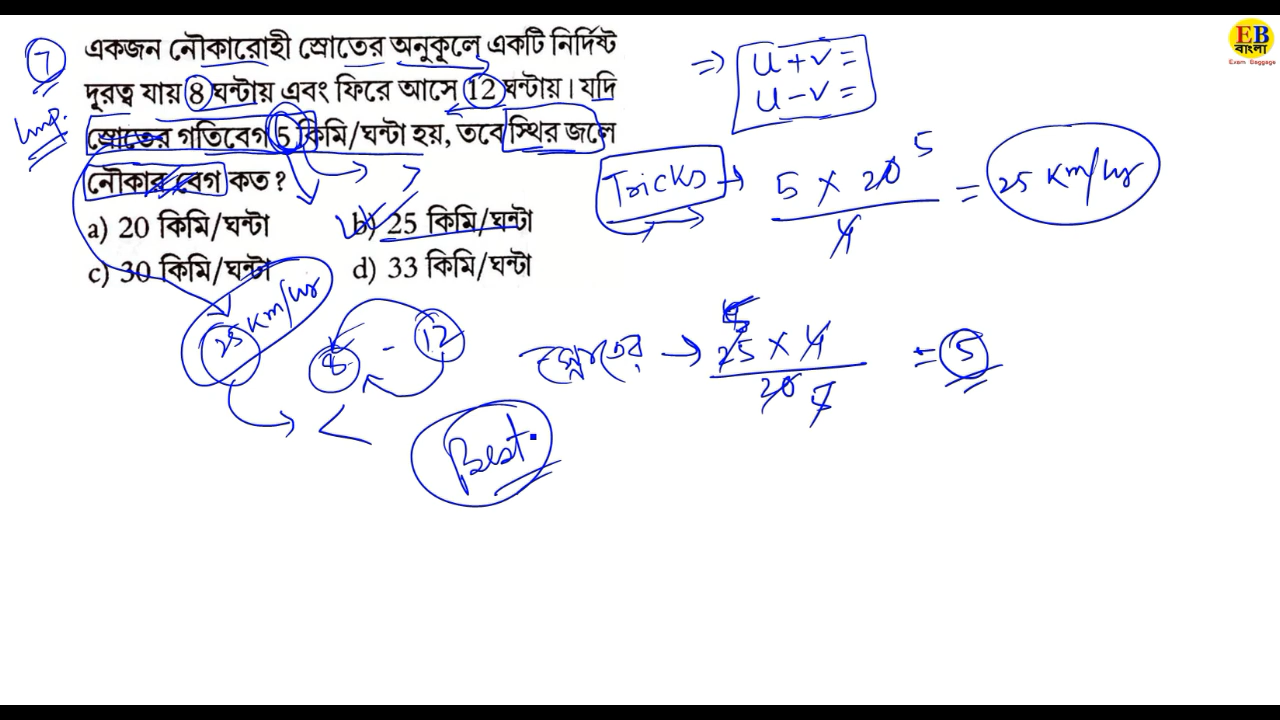 7
একজন নৌকারোহী স্রোতের অনুকূলে একটি নির্দিষ্ট
দূরত্ব যায় 8 ঘন্টায় এবং ফিরে আসে 12 ঘন্টায়। যদি
স্রোতের গতিবেগ 5 কিমি/ঘন্টা হয়, তবে স্থির জলে
নৌকার বেগ কত?
a) 20 কিমি/ঘন্টা b) 25 কিমি/ঘন্টা
c) 30 কিমি/ঘন্টা d) 33 কিমি/ঘন্টা
Imp.
⇒ u+v=
u-v=
Tricks → 5 × 20 5
4
= 25 Km/hr
25 Km/hr
8 - 12
<
>
স্রোতের → 25 × 4 5
20
= 5
Best.
EB
বাংলা
Exam Baggage